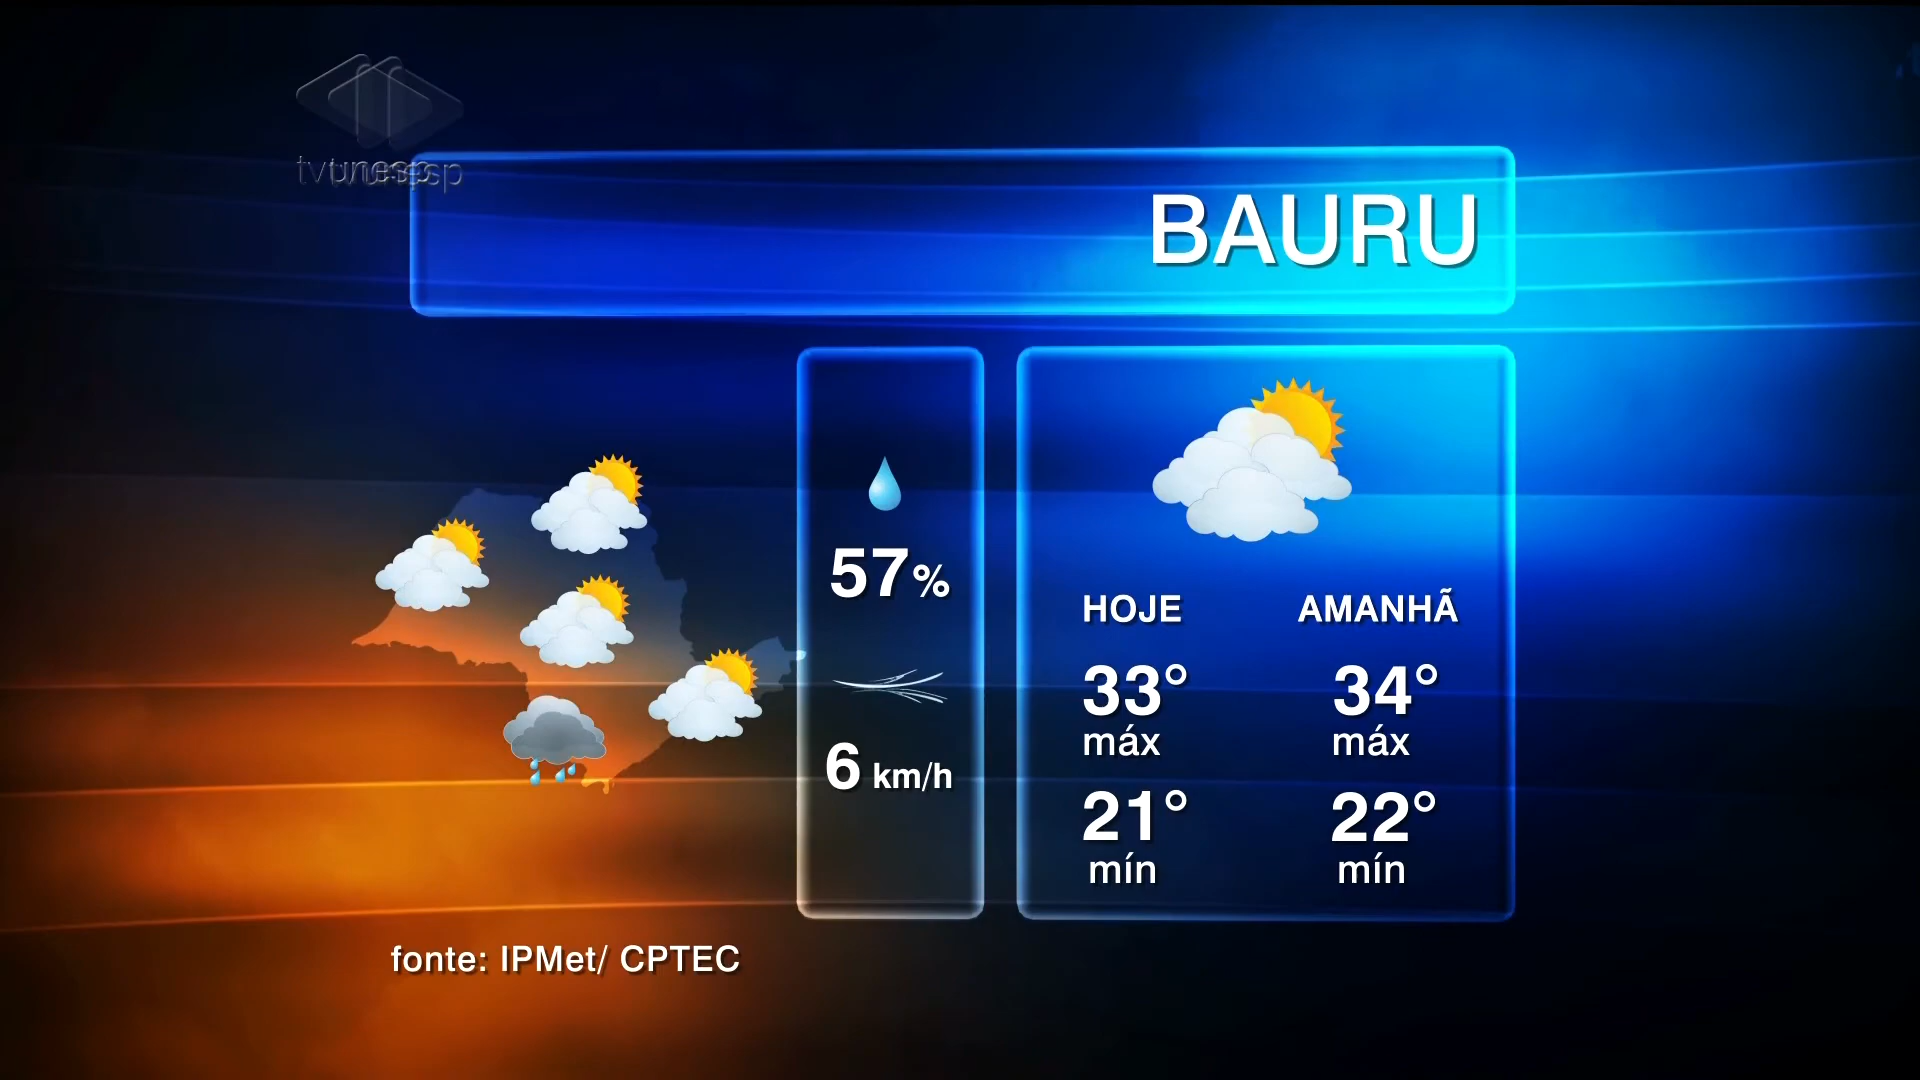 tvunesp
BAURU
57%
6 km/h
HOJE
AMANHÃ
33°
máx
34°
máx
21°
mín
22°
mín
fonte: IPMet/ CPTEC